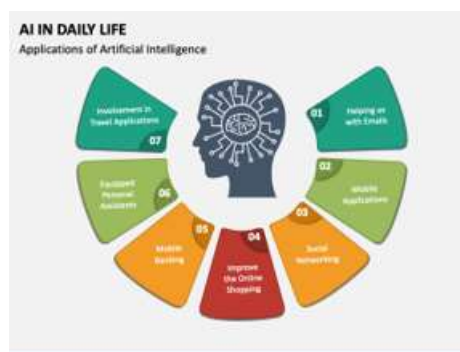 AI IN DAILY LIFE
Applications of Artificial Intelligence
01
Helping us
with Emails
02
Mobile
Applications
03
Social
Networking
04
Improve
the Online
Shopping
05
Mobile
Banking
06
Personal
Assistants
07
Involvement in
Travel Applications